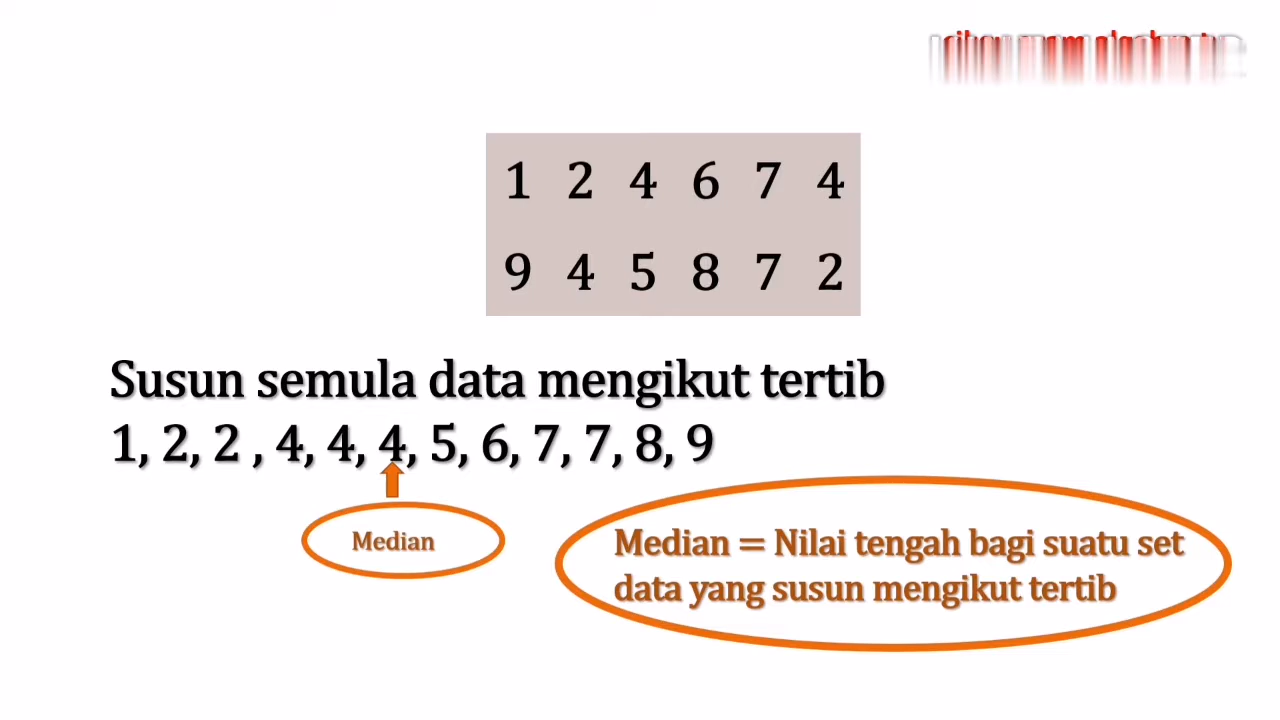 1 2 4 6 7 4
9 4 5 8 7 2
Susun semula data mengikut tertib
1, 2, 2 , 4, 4, 4, 5, 6, 7, 7, 8, 9
Median
Median = Nilai tengah bagi suatu set
data yang susun mengikut tertib